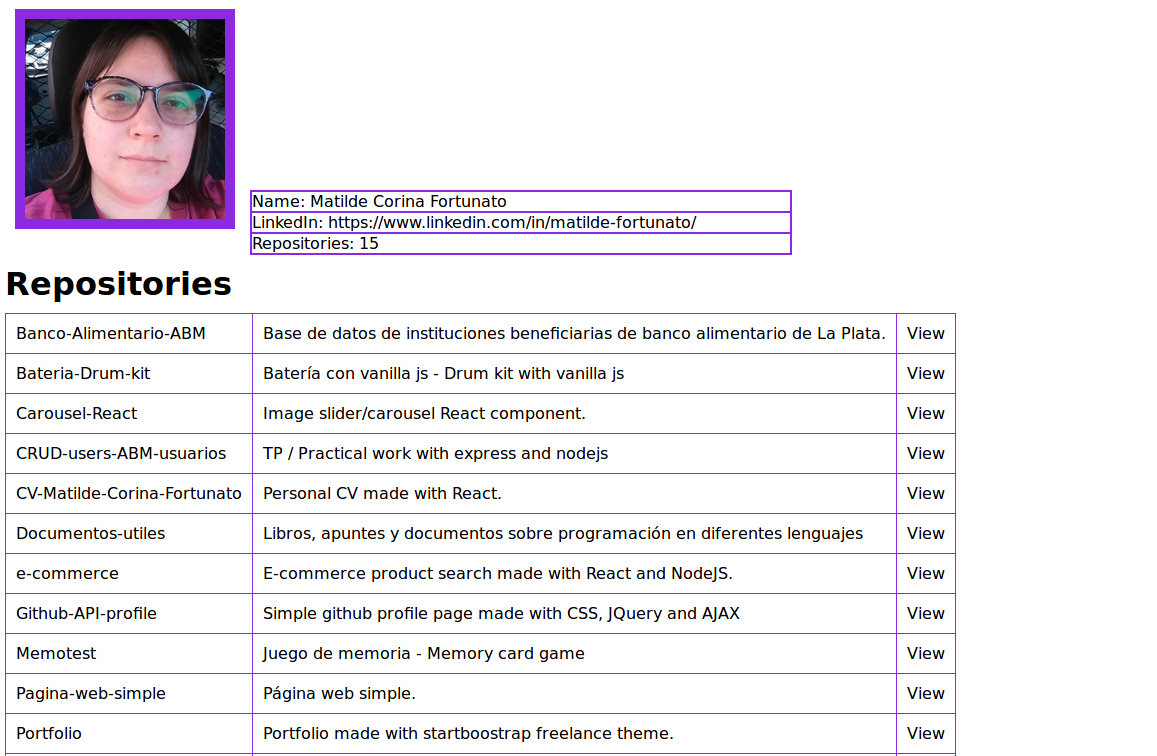 Name: Matilde Corina Fortunato
LinkedIn: https://www.linkedin.com/in/matilde-fortunato/
Repositories: 15
Repositories
Banco-Alimentario-ABM Base de datos de instituciones beneficiarias de banco alimentario de La Plata. View
Bateria-Drum-kit Batería con vanilla js - Drum kit with vanilla js View
Carousel-React Image slider/carousel React component. View
CRUD-users-ABM-usuarios TP / Practical work with express and nodejs View
CV-Matilde-Corina-Fortunato Personal CV made with React. View
Documentos-utiles Libros, apuntes y documentos sobre programación en diferentes lenguajes View
e-commerce E-commerce product search made with React and NodeJS. View
Github-API-profile Simple github profile page made with CSS, JQuery and AJAX View
Memotest Juego de memoria - Memory card game View
Pagina-web-simple Página web simple. View
Portfolio Portfolio made with startboostrap freelance theme. View